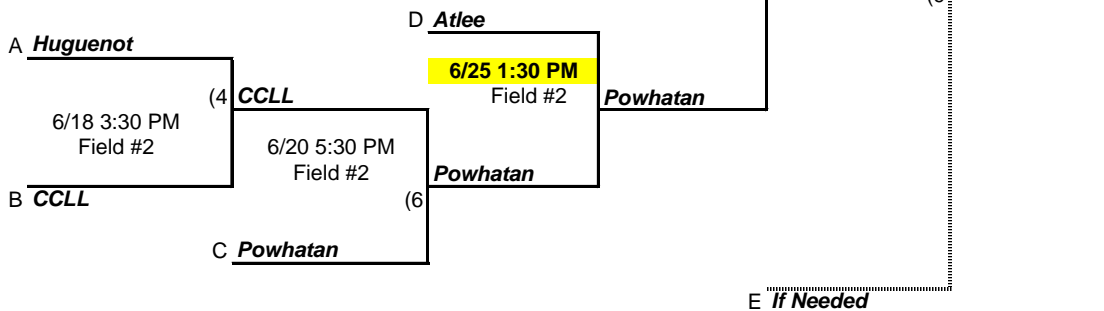 D Atlee
A Huguenot
6/25 1:30 PM
Field #2
(4 CCLL
Powhatan
6/18 3:30 PM
Field #2
6/20 5:30 PM
Field #2
Powhatan
B CCLL
(6
C Powhatan
E If Needed